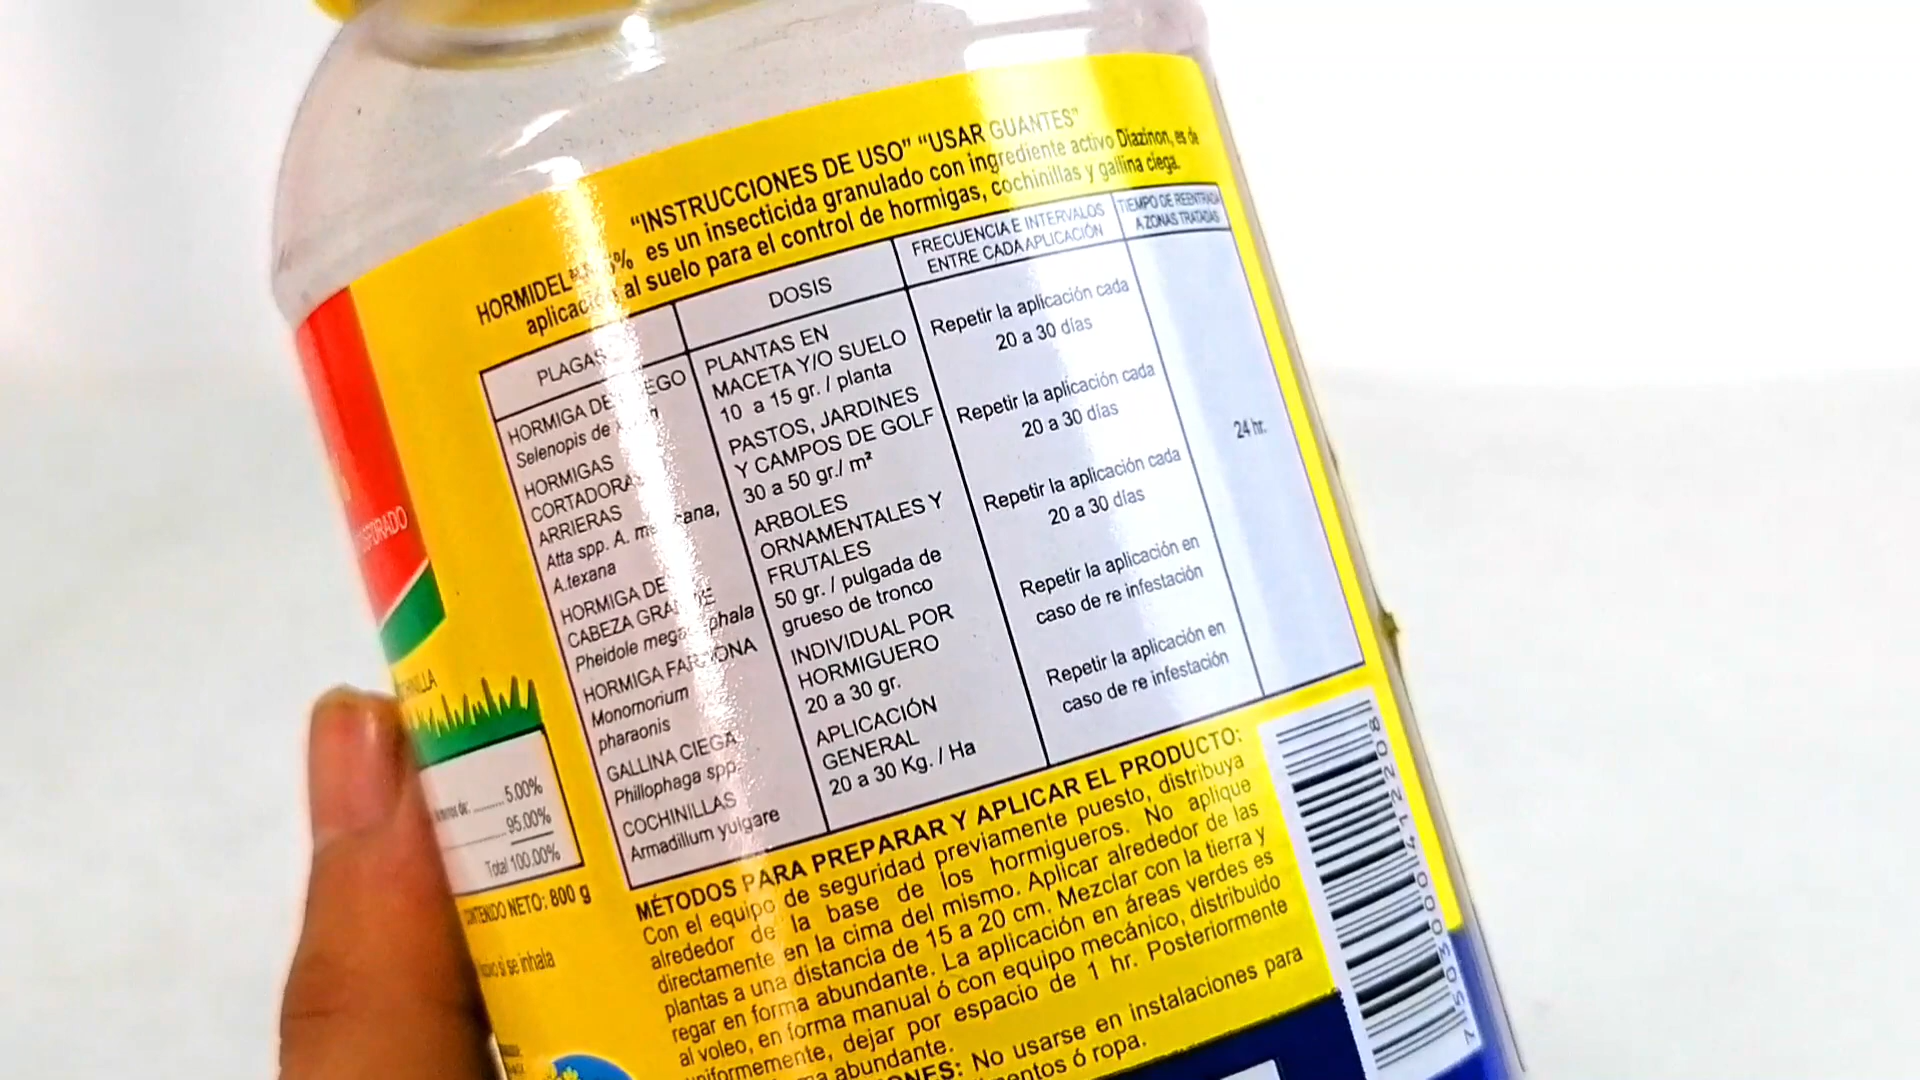 "INSTRUCCIONES DE USO" "USAR GUANTES"
HORMIDEL % es un insecticida granulado con ingrediente activo Diazinon, es de
al suelo para el control de hormigas, cochinillas y gallina ciega.
PLAGAS
DOSIS
FRECUENCIA E INTERVALOS
ENTRE CADA APLICACIÓN
TIEMPO DE REENTRADA
A ZONAS TRATADAS
HORMIGA DE
Selenopis de
HORMIGAS
CORTADORAS
ARRIERAS
Atta spp. A.
A.texana
HORMIGA DE
CABEZA GRANDE
Pheidole
HORMIGA
Monomorium
pharaonis
GALLINA CIEGA
Phillophaga spp.
COCHINILLAS
Armadillum vulgare
PLANTAS EN
MACETA Y/O SUELO
10 a 15 gr. / planta
PASTOS, JARDINES
Y CAMPOS DE GOLF
30 a 50 gr./ m²
ARBOLES
ORNAMENTALES Y
FRUTALES
50 gr. / pulgada de
grueso de tronco
INDIVIDUAL POR
HORMIGUERO
20 a 30 gr.
APLICACIÓN
GENERAL
20 a 30 Kg. / Ha
Repetir la aplicación cada
20 a 30 días
Repetir la aplicación cada
20 a 30 días
Repetir la aplicación cada
20 a 30 días
Repetir la aplicación en
caso de re infestación
Repetir la aplicación en
caso de re infestación
24 hr.
MÉTODOS PARA PREPARAR Y APLICAR EL PRODUCTO:
Con el equipo de seguridad previamente puesto, distribuya
alrededor de la base de los hormigueros. No aplique
directamente en la cima del mismo. Aplicar alrededor de las
plantas a una distancia de 15 a 20 cm. Mezclar con la tierra y
regar en forma abundante. La aplicación en áreas verdes es
al voleo, en forma manual ó con equipo mecánico, distribuido
uniformemente, dejar por espacio de 1 hr. Posteriormente
abundante.
No usarse en instalaciones para
ó ropa.
5.00%
95.00%
Total 100.00%
CONTENIDO NETO: 800 g
si se inhala